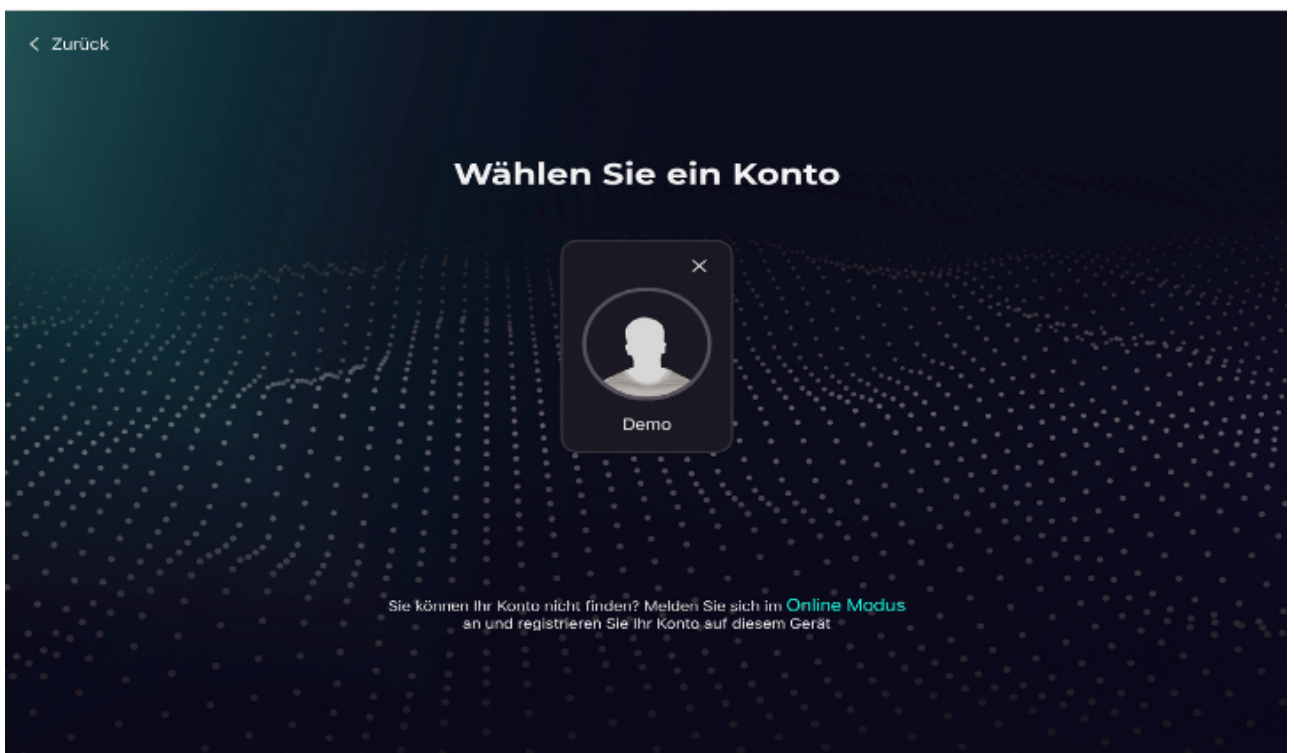 Zurück
Wählen Sie ein Konto
Demo
Sie können Ihr Konto nicht finden? Melden Sie sich im Online Modus
an und registrieren Sie Ihr Konto auf diesem Gerät